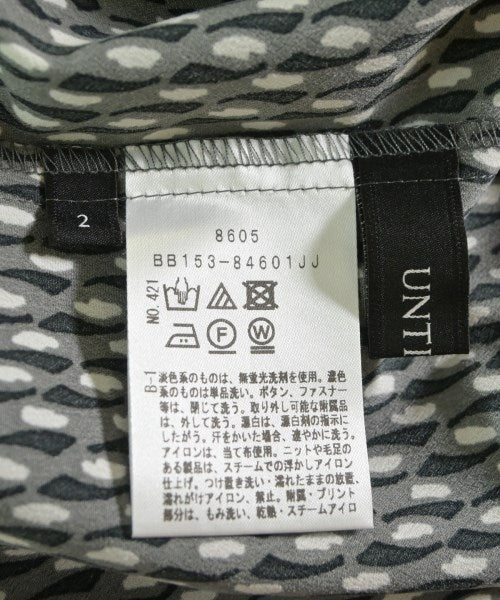 2
8605
BB153-84601JJ
NO.421
F
W
B-1
淡色系のものは、無蛍光洗剤を使用。濃色
系のものは単品洗い。ボタン、ファスナー
等は、閉じて洗う。取り外し可能な附属品
は、外して洗う。漂白は、漂白剤の指示に
したがう。汗をかいた場合、速やかに洗う。
アイロンは、当て布使用。ニットや毛足の
ある製品は、スチームでの浮かしアイロン
仕上げ。つけ置き洗い・濡れたままの放置、
濡れがけアイロン、禁止。附属・プリント
部分は、もみ洗い、乾燥・スチームアイロ
UNTI